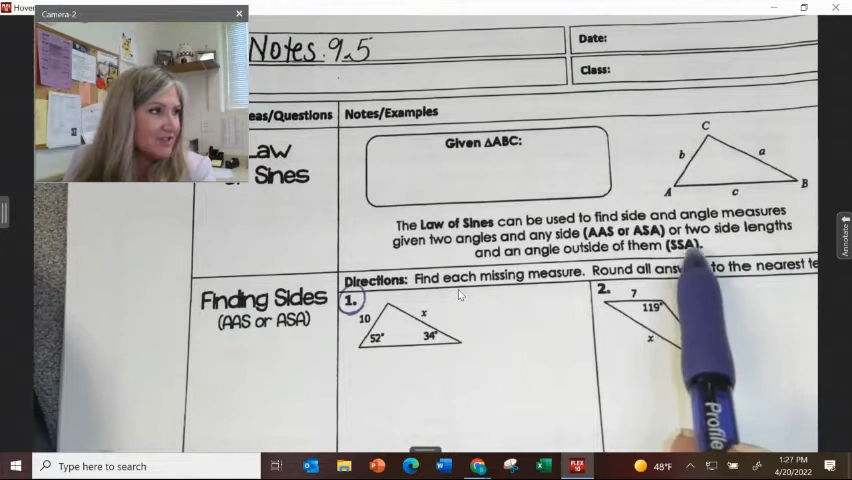 Hover
Camera-2
Notes: 9.5
Date:
Class:
eas/Questions
Notes/Examples
Law
Sines
Given ΔABC:
C
b
a
A
c
B
The Law of Sines can be used to find side and angle measures
given two angles and any side (AAS or ASA) or two side lengths
and an angle outside of them (SSA).
Finding Sides
(AAS or ASA)
Directions: Find each missing measure. Round all to the nearest
1.
10
x
52°
34°
2.
7
119°
x
Profile
Annotate
Type here to search
48°F
1:27 PM
4/20/2022